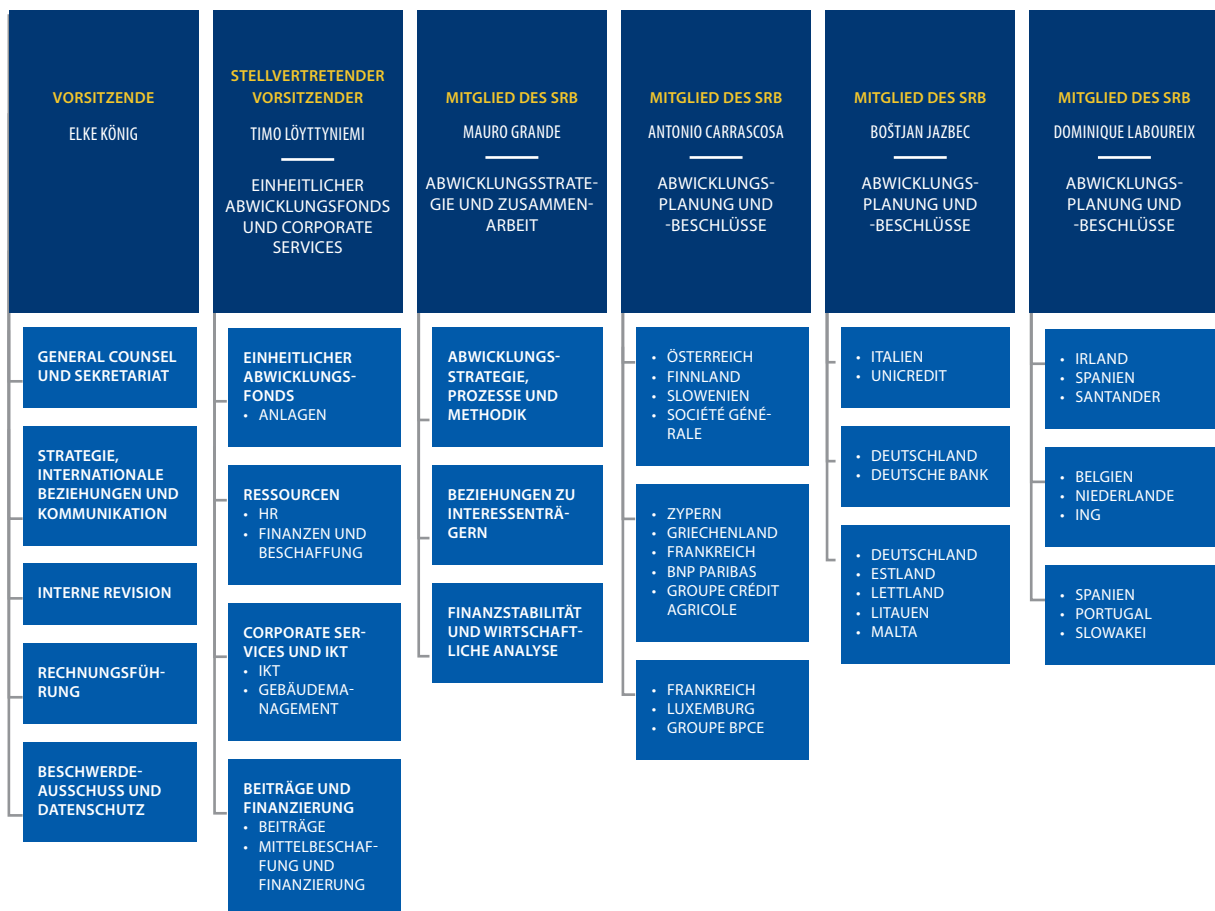 VORSITZENDE
ELKE KÖNIG
GENERAL COUNSEL
UND SEKRETARIAT
STRATEGIE,
INTERNATIONALE
BEZIEHUNGEN UND
KOMMUNIKATION
INTERNE REVISION
RECHNUNGSFÜH-
RUNG
BESCHWERDE-
AUSSCHUSS UND
DATENSCHUTZ
STELLVERTRETENDER
VORSITZENDER
TIMO LÖYTTYNIEMI
EINHEITLICHER
ABWICKLUNGSFONDS
UND CORPORATE
SERVICES
EINHEITLICHER
ABWICKLUNGS-
FONDS
• ANLAGEN
RESSOURCEN
• HR
• FINANZEN UND
BESCHAFFUNG
CORPORATE SER-
VICES UND IKT
• IKT
• GEBÄUDEMA-
NAGEMENT
BEITRÄGE UND
FINANZIERUNG
• BEITRÄGE
• MITTELBESCHAF-
FUNG UND
FINANZIERUNG
MITGLIED DES SRB
MAURO GRANDE
ABWICKLUNGSSTRATE-
GIE UND ZUSAMMEN-
ARBEIT
ABWICKLUNGS-
STRATEGIE,
PROZESSE UND
METHODIK
BEZIEHUNGEN ZU
INTERESSENTRÄ-
GERN
FINANZSTABILITÄT
UND WIRTSCHAFT-
LICHE ANALYSE
MITGLIED DES SRB
ANTONIO CARRASCOSA
ABWICKLUNGS-
PLANUNG UND
-BESCHLÜSSE
• ÖSTERREICH
• FINNLAND
• SLOWENIEN
• SOCIÉTÉ GÉNÉ-
RALE
• ZYPERN
• GRIECHENLAND
• FRANKREICH
• BNP PARIBAS
• GROUPE CRÉDIT
AGRICOLE
• FRANKREICH
• LUXEMBURG
• GROUPE BPCE
MITGLIED DES SRB
BOŠTJAN JAZBEC
ABWICKLUNGS-
PLANUNG UND
-BESCHLÜSSE
• ITALIEN
• UNICREDIT
• DEUTSCHLAND
• DEUTSCHE BANK
• DEUTSCHLAND
• ESTLAND
• LETTLAND
• LITAUEN
• MALTA
MITGLIED DES SRB
DOMINIQUE LABOUREIX
ABWICKLUNGS-
PLANUNG UND
-BESCHLÜSSE
• IRLAND
• SPANIEN
• SANTANDER
• BELGIEN
• NIEDERLANDE
• ING
• SPANIEN
• PORTUGAL
• SLOWAKEI